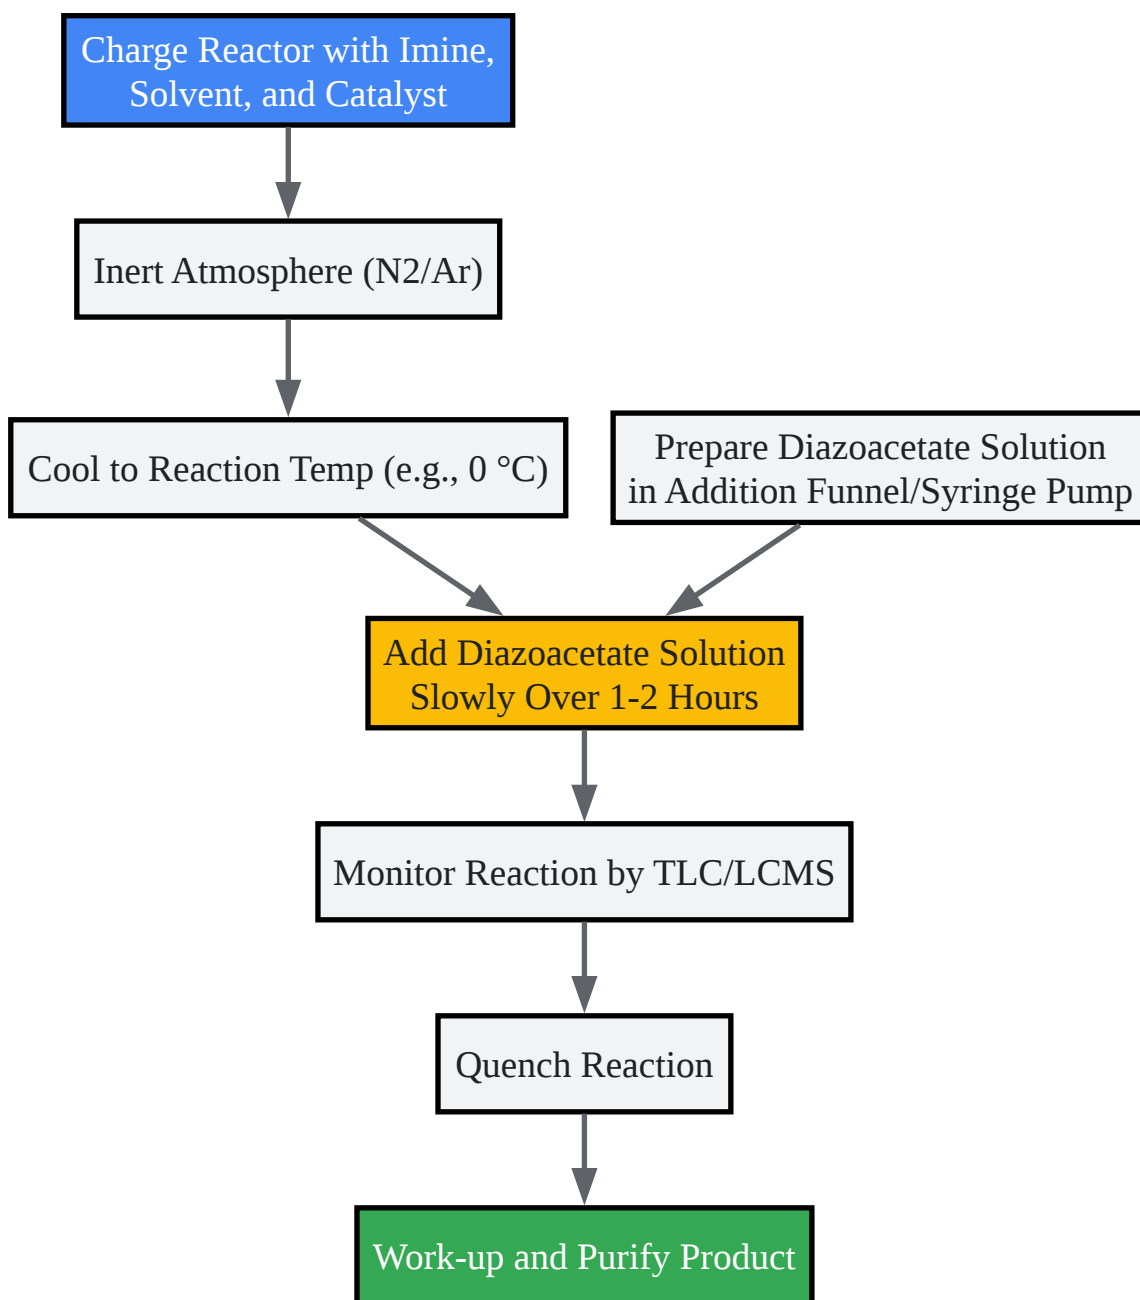 Charge Reactor with Imine,
Solvent, and Catalyst
Inert Atmosphere (N2/Ar)
Cool to Reaction Temp (e.g., 0 °C)
Prepare Diazoacetate Solution
in Addition Funnel/Syringe Pump
Add Diazoacetate Solution
Slowly Over 1-2 Hours
Monitor Reaction by TLC/LCMS
Quench Reaction
Work-up and Purify Product